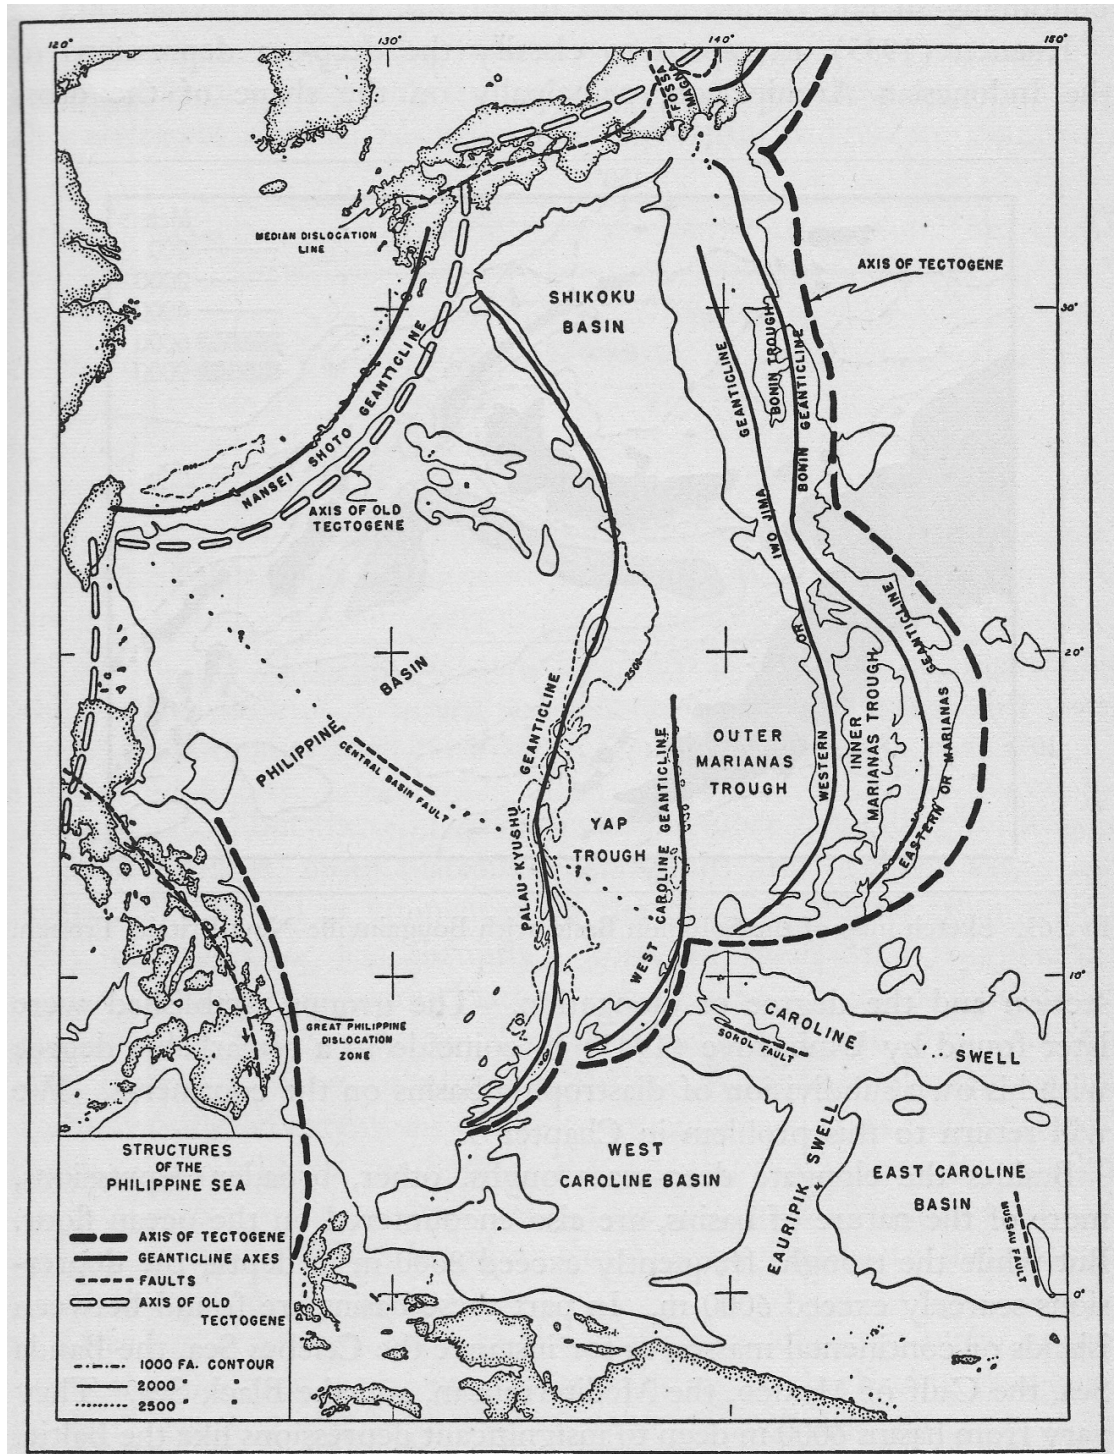 120°
130°
140°
150°
FOSSA
MAGNA
MEDIAN DISLOCATION
LINE
AXIS OF TECTOGENE
SHIKOKU
BASIN
30°
NANSEI SHOTO GEANTICLINE
AXIS OF OLD
TECTOGENE
GEANTICLINE
BONIN TROUGH
BONIN GEANTICLINE
IWO JIMA
OR
WESTERN
20°
2500
PHILIPPINE BASIN
CENTRAL BASIN FAULT
PALAU-KYUSHU GEANTICLINE
YAP
TROUGH
WEST CAROLINE GEANTICLINE
OUTER
MARIANAS
TROUGH
INNER
MARIANAS TROUGH
EASTERN OR MARIANAS
GEANTICLINE
10°
GREAT PHILIPPINE
DISLOCATION
ZONE
CAROLINE
SWELL
SOROL FAULT
WEST
CAROLINE BASIN
EAURIPIK SWELL
EAST CAROLINE
BASIN
MUSSAU FAULT
0°
STRUCTURES
OF THE
PHILIPPINE SEA
AXIS OF TECTOGENE
GEANTICLINE AXES
FAULTS
AXIS OF OLD
TECTOGENE
1000 FA. CONTOUR
2000 " "
2500 " "